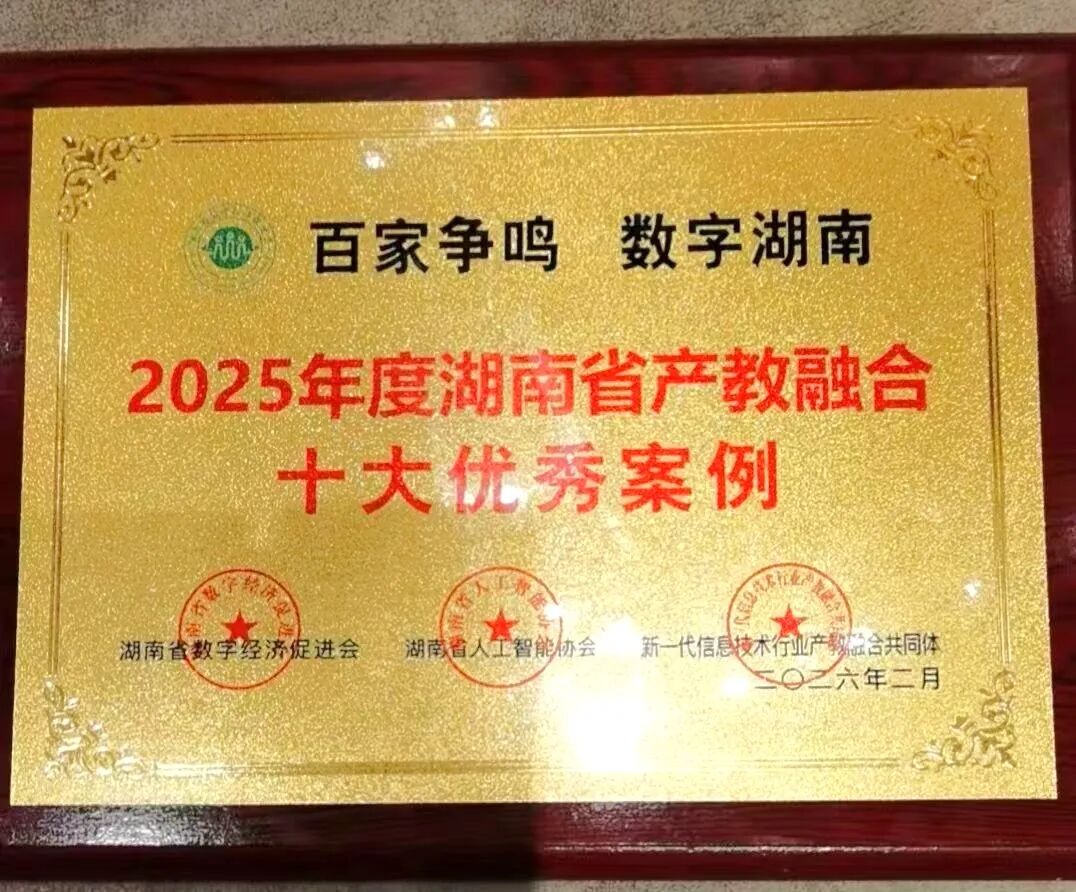 百家争鸣 数字湖南
2025年度湖南省产教融合
十大优秀案例
湖南省数字经济促进会 湖南省人工智能协会 新一代信息技术行业产教融合共同体
二〇二六年二月